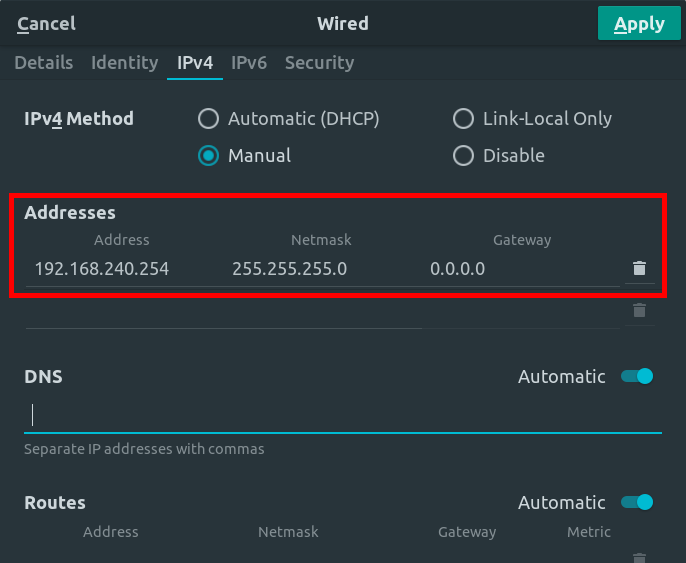 Cancel Wired Apply
Details Identity IPv4 IPv6 Security
IPv4 Method Automatic (DHCP) Link-Local Only
Manual Disable
Addresses
Address Netmask Gateway
192.168.240.254 255.255.255.0 0.0.0.0
DNS Automatic
Separate IP addresses with commas
Routes Automatic
Address Netmask Gateway Metric